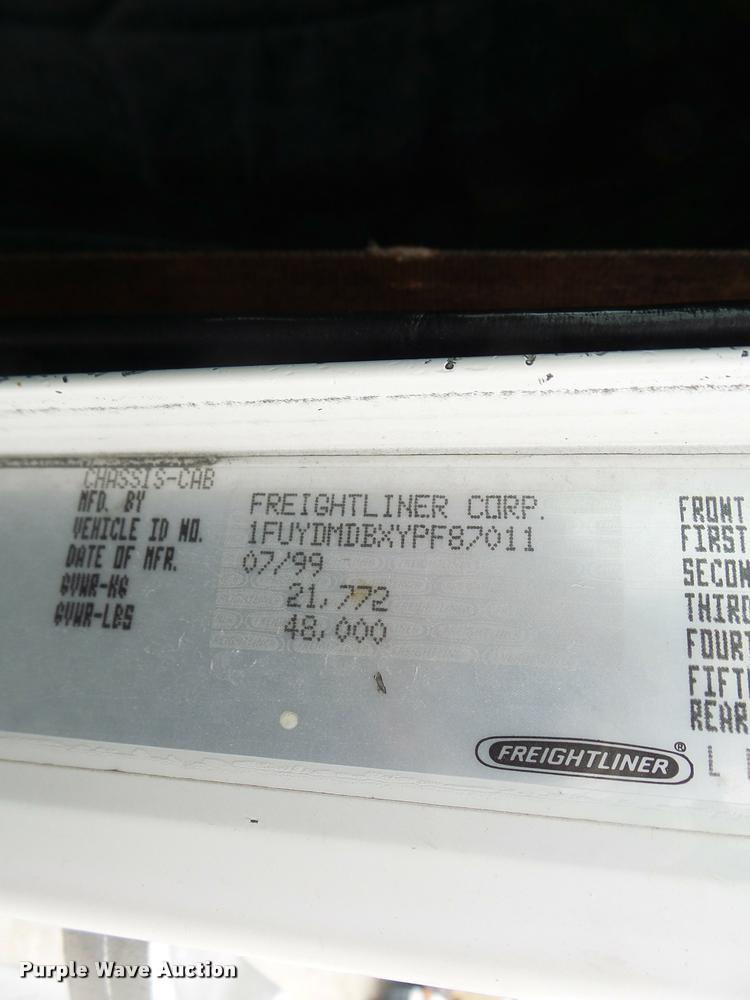 CHASSIS-CAB
MFD. BY FREIGHTLINER CORP.
VEHICLE ID NO. 1FUYDMDBXYPF87011
DATE OF MFR. 07/99
GVWR-KG 21,772
GVWR-LBS 48,000
FRONT
FIRST
SECON
THIRD
FOURT
FIFTH
REAR
FREIGHTLINER®
L
Purple Wave Auction